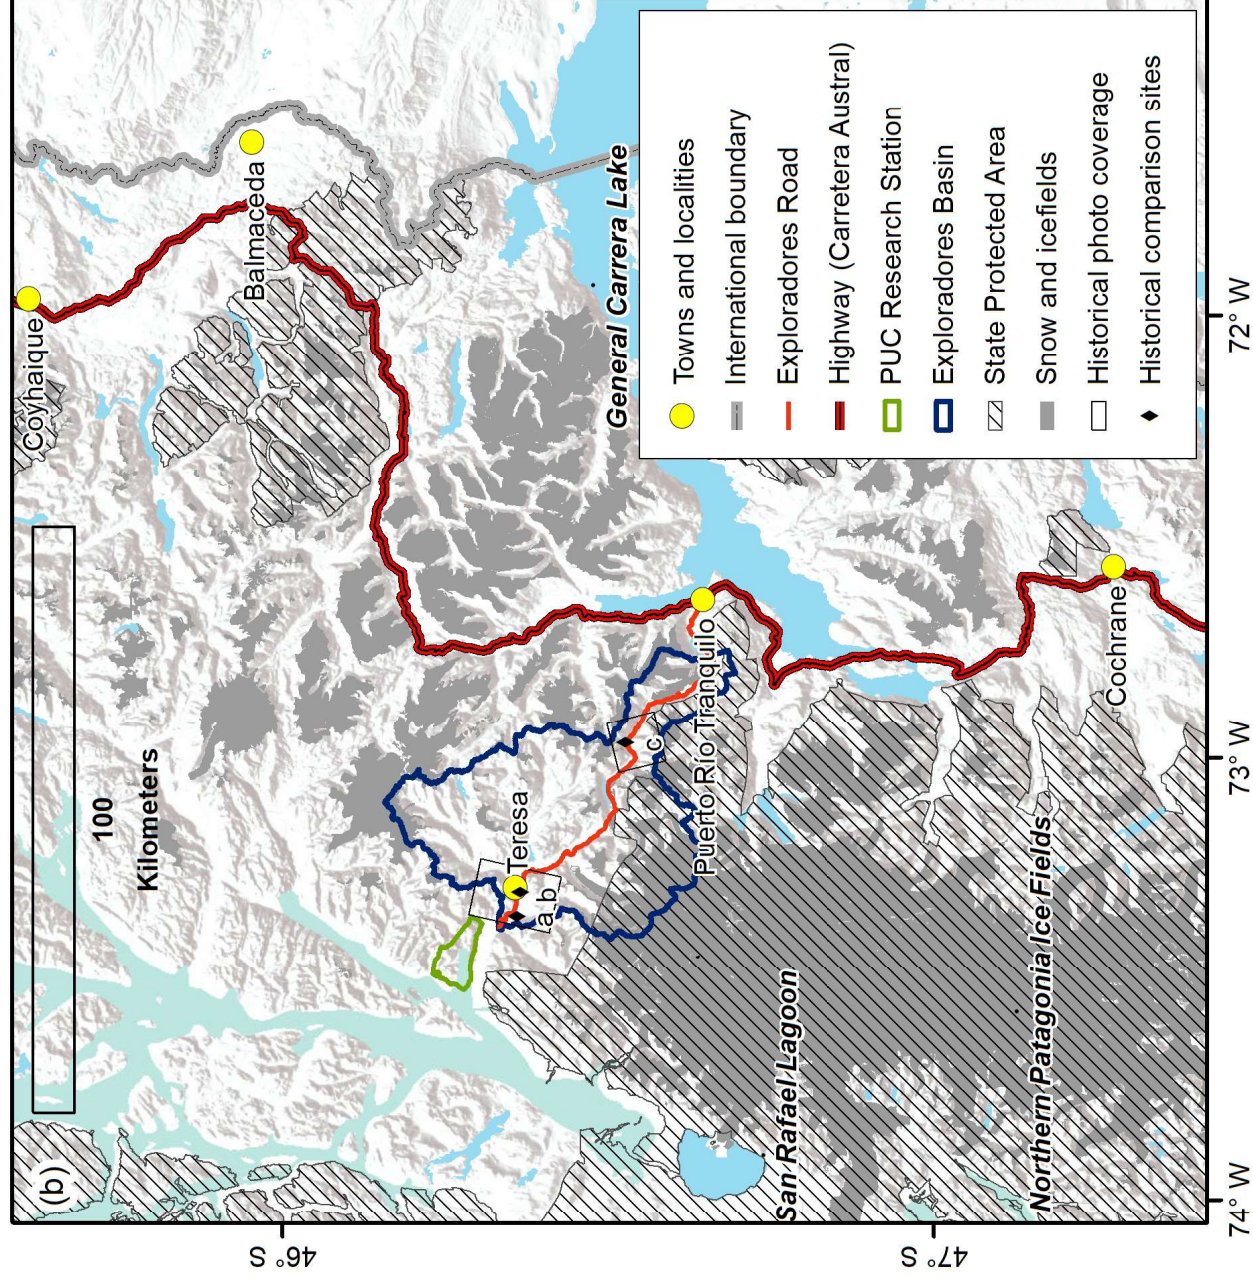 (b)
100
Kilometers
Coyhaique
Balmaceda
General Carrera Lake
Teresa
a
b
c
Puerto Río Tranquilo
San Rafael Lagoon
Northern Patagonia Ice Fields
Cochrane
Towns and localities
International boundary
Exploradores Road
Highway (Carretera Austral)
PUC Research Station
Exploradores Basin
State Protected Area
Snow and icefields
Historical photo coverage
Historical comparison sites
46° S
47° S
74° W
73° W
72° W